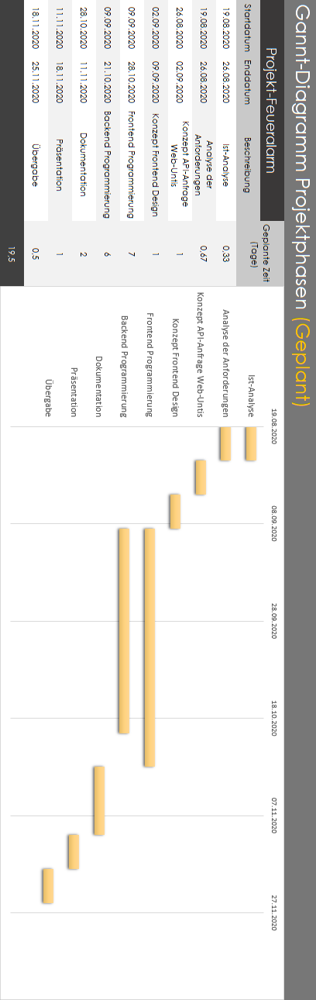 Gannt-Diagramm Projektphasen (Geplant)
Projekt-Feueralarm
Geplante Zeit
(Tage)
Startdatum Enddatum Beschreibung
19.08.2020 26.08.2020 Ist-Analyse 0,33
19.08.2020 26.08.2020 Analyse der
Anforderungen 0,67
26.08.2020 02.09.2020 Konzept API-Anfrage
Web-Untis 1
02.09.2020 09.09.2020 Konzept Frontend Design 1
09.09.2020 28.10.2020 Frontend Programmierung 7
09.09.2020 21.10.2020 Backend Programmierung 6
28.10.2020 11.11.2020 Dokumentation 2
11.11.2020 18.11.2020 Präsentation 1
18.11.2020 25.11.2020 Übergabe 0,5
19,5
19.08.2020 08.09.2020 28.09.2020 18.10.2020 07.11.2020 27.11.2020
Ist-Analyse
Analyse der Anforderungen
Konzept API-Anfrage Web-Untis
Konzept Frontend Design
Frontend Programmierung
Backend Programmierung
Dokumentation
Präsentation
Übergabe